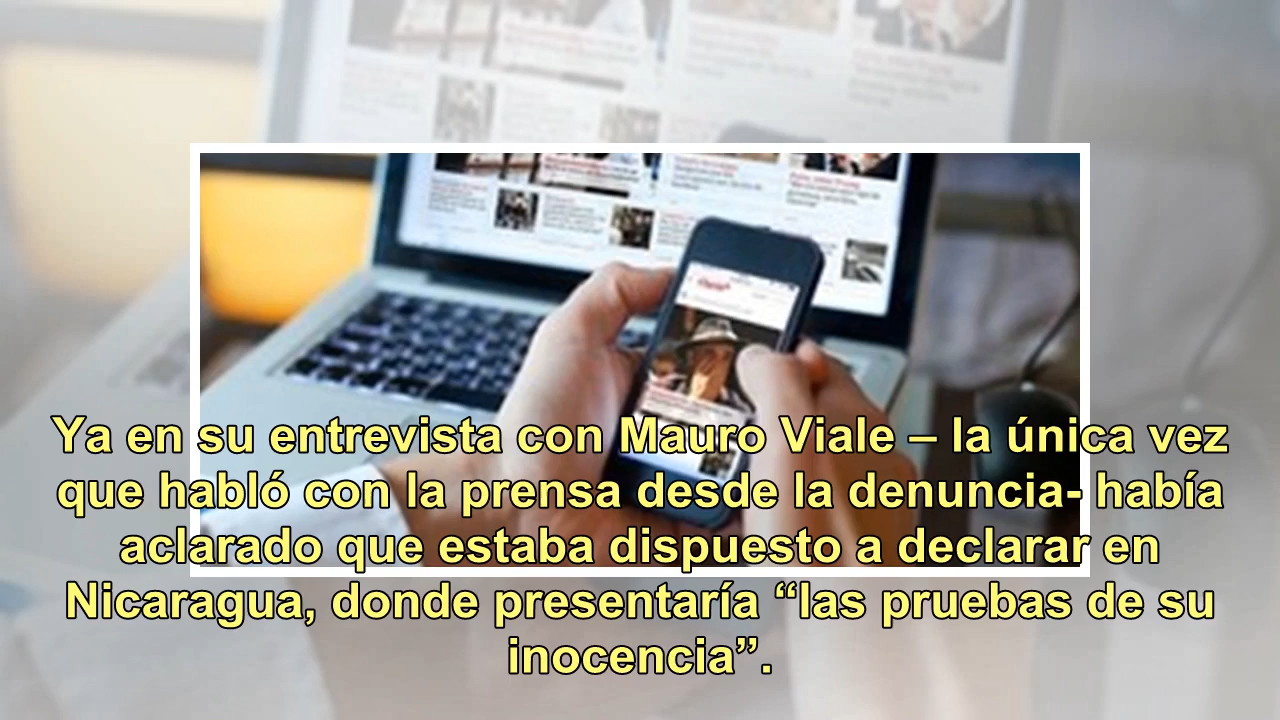 Ya en su entrevista con Mauro Viale – la única vez
que habló con la prensa desde la denuncia- había
aclarado que estaba dispuesto a declarar en
Nicaragua, donde presentaría “las pruebas de su
inocencia”.